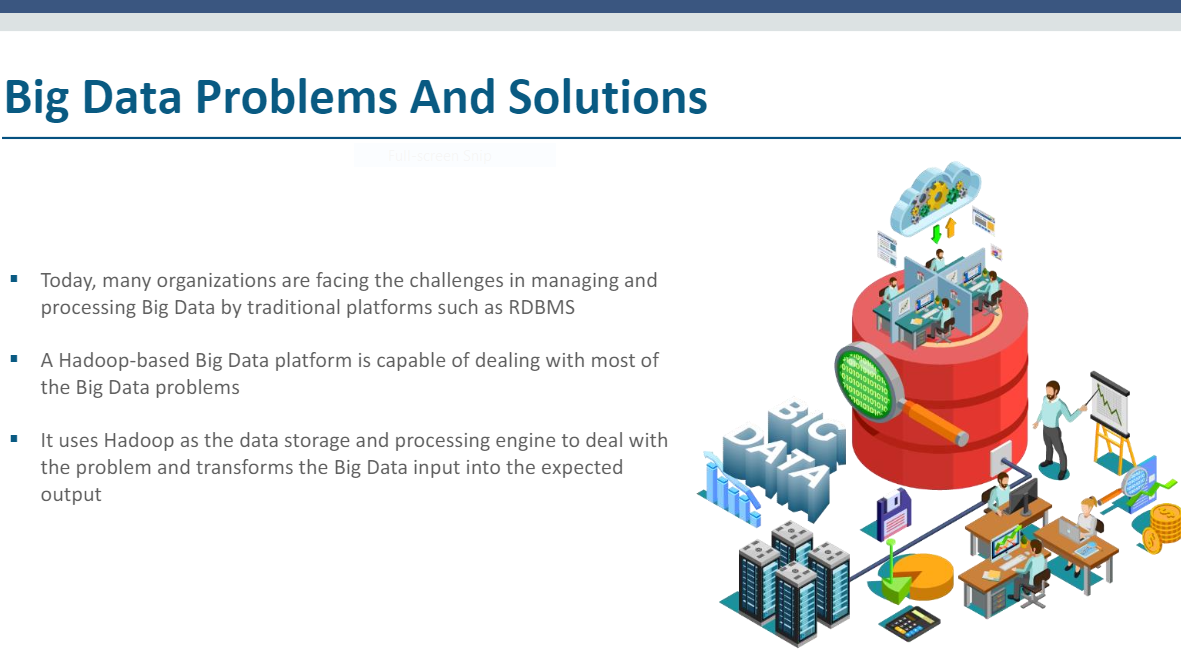 Big Data Problems And Solutions
Full-screen Snip
▪ Today, many organizations are facing the challenges in managing and
processing Big Data by traditional platforms such as RDBMS
▪ A Hadoop-based Big Data platform is capable of dealing with most of
the Big Data problems
▪ It uses Hadoop as the data storage and processing engine to deal with
the problem and transforms the Big Data input into the expected
output
BIG
DATA